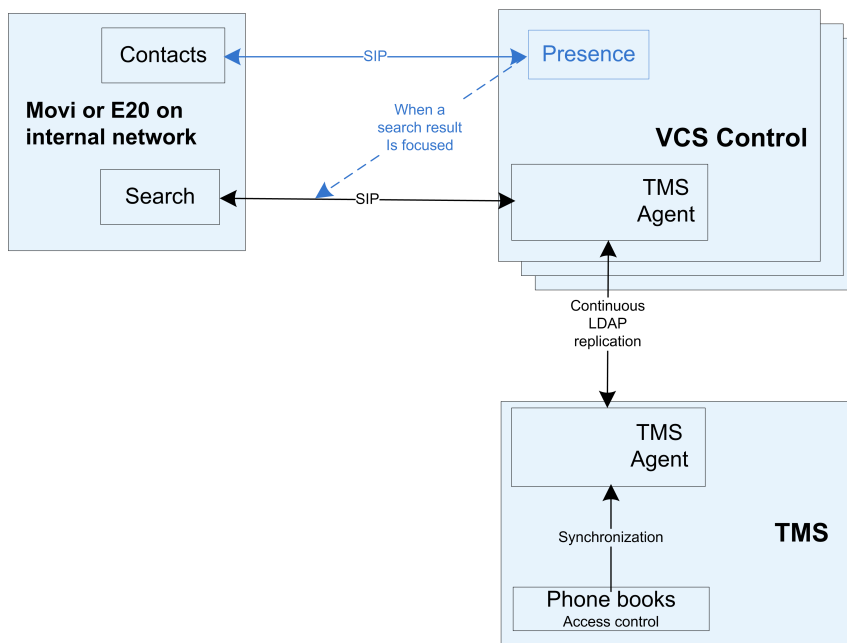 Contacts
Movi or E20 on
internal network
Search
SIP
When a
search result
Is focused
SIP
Presence
VCS Control
TMS
Agent
Continuous
LDAP
replication
TMS
Agent
Synchronization
TMS
Phone books
Access control